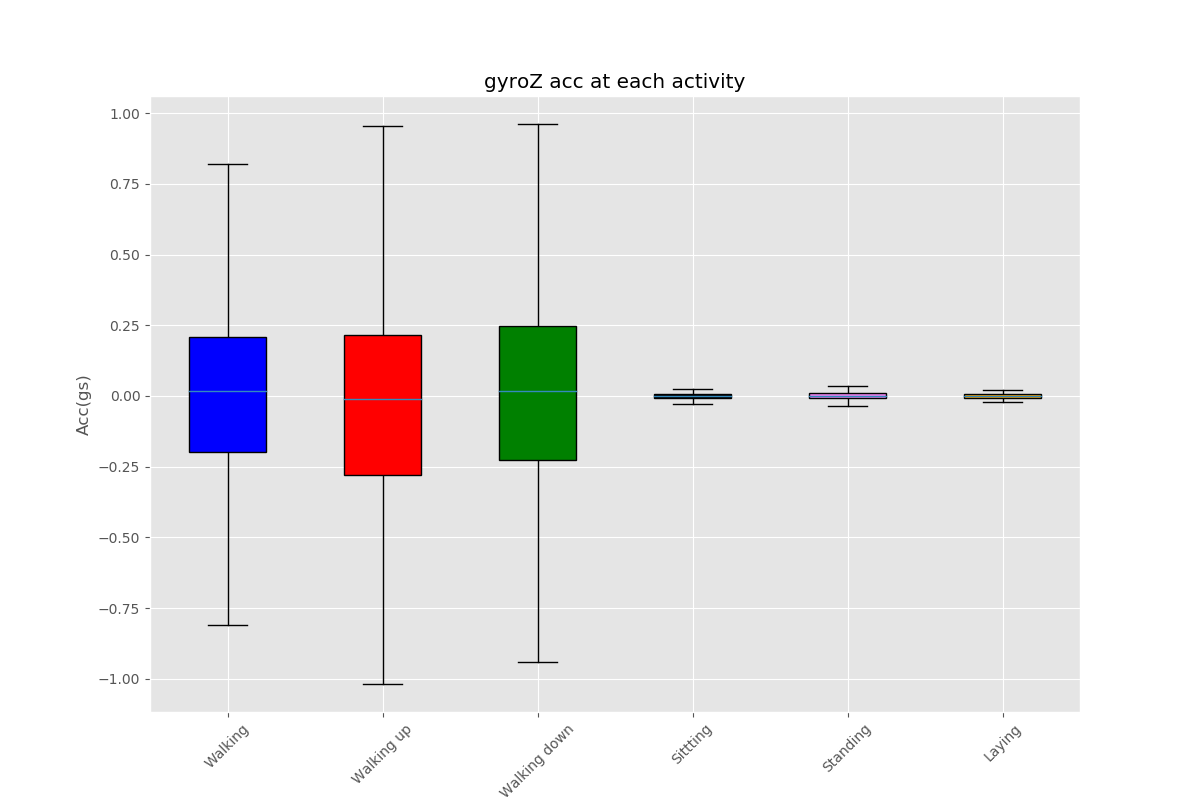 gyroZ acc at each activity
1.00
0.75
0.50
0.25
0.00
−0.25
−0.50
−0.75
−1.00
Acc(gs)
Walking
Walking up
Walking down
Sittting
Standing
Laying